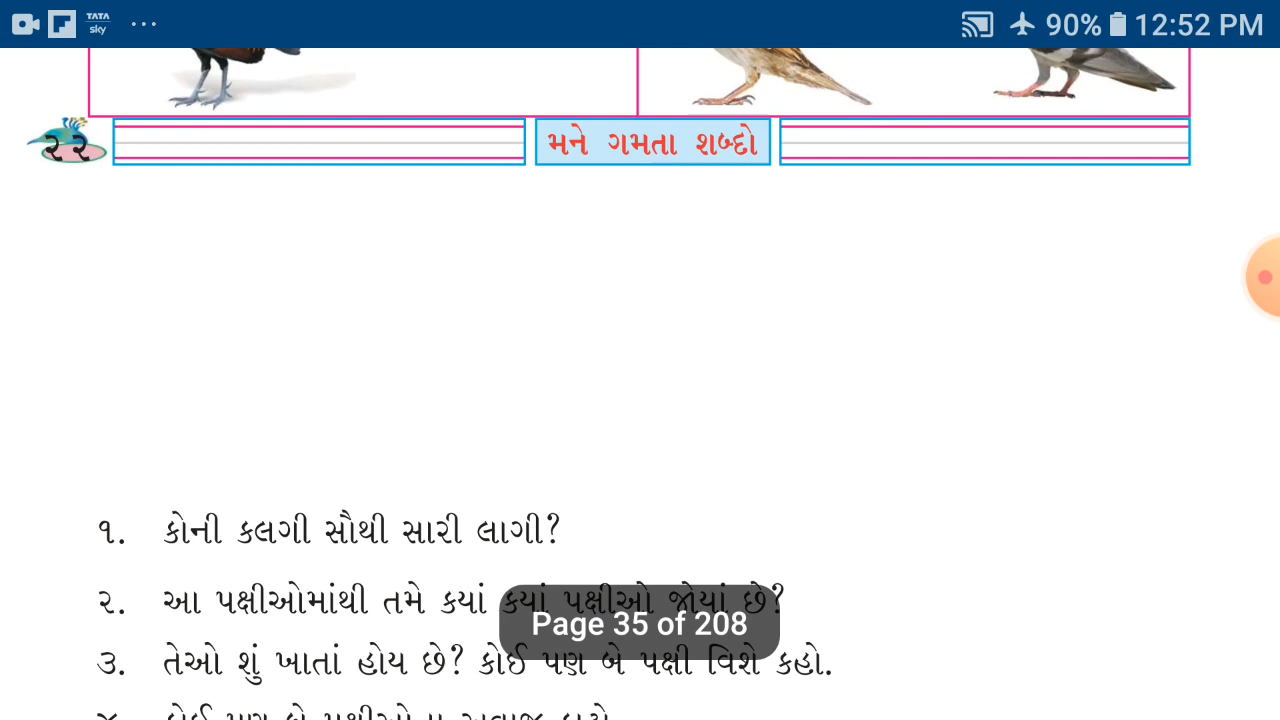 TATA sky ... 90% 12:52 PM
૨૨ મને ગમતા શબ્દો
૧. કોની કલગી સૌથી સારી લાગી?
૨. આ પક્ષીઓમાંથી તમે કયાં કયાં પક્ષીઓ જોયાં છે?
Page 35 of 208
૩. તેઓ શું ખાતાં હોય છે? કોઈ પણ બે પક્ષી વિશે કહો.